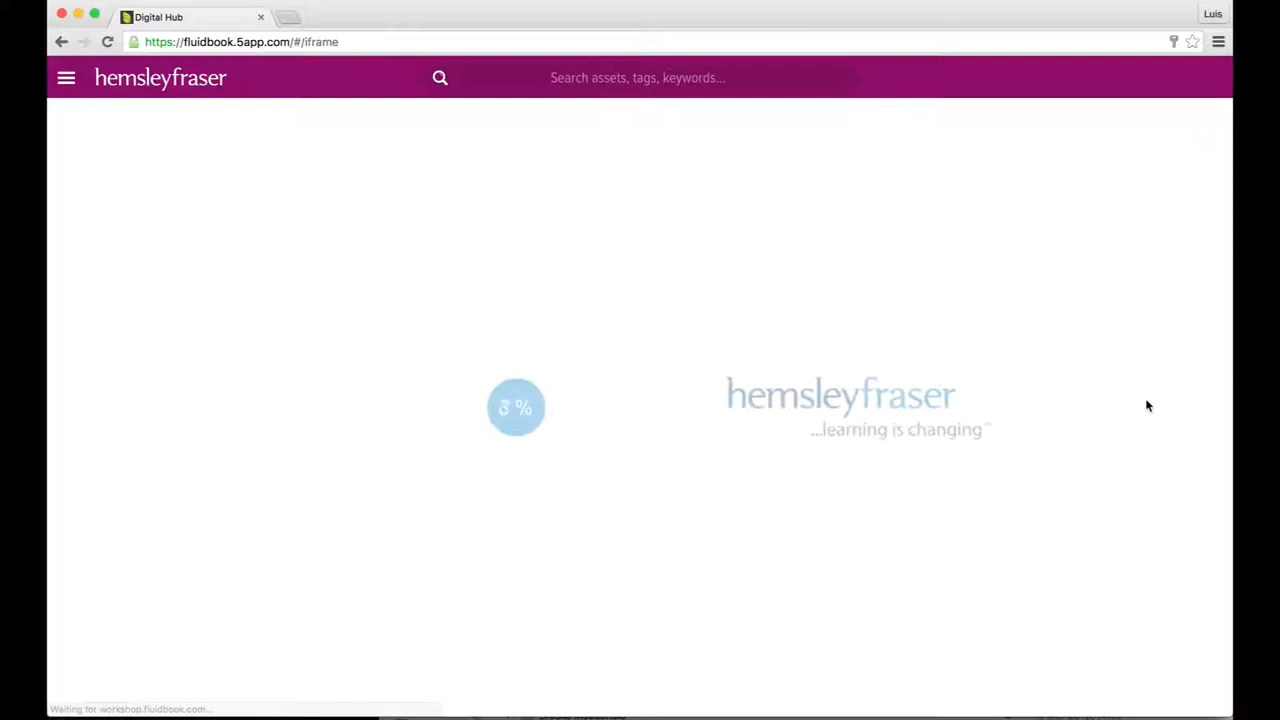 Digital Hub
Luis
https://fluidbook.5app.com/#/iframe
hemsleyfraser
Search assets, tags, keywords...
3 %
hemsleyfraser
...learning is changing™
Waiting for workshop.fluidbook.com...